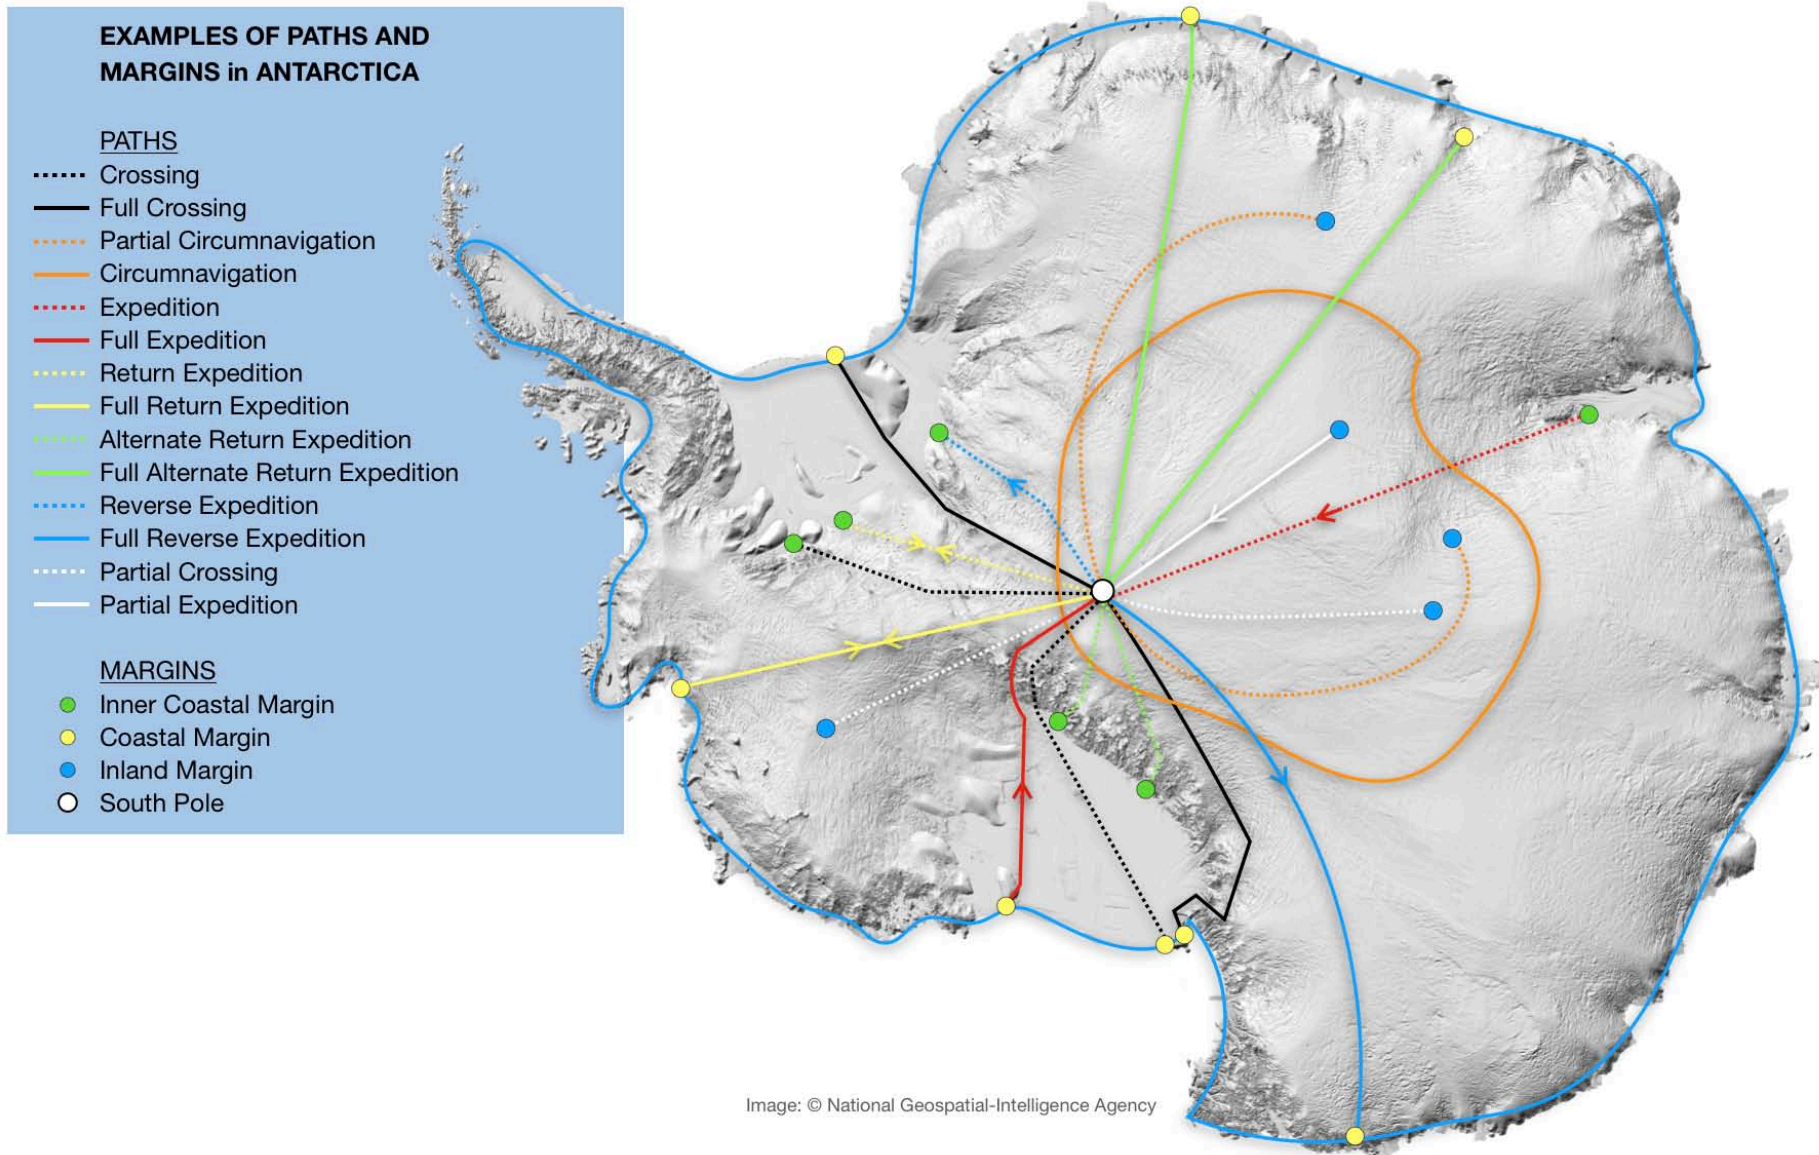 EXAMPLES OF PATHS AND
MARGINS in ANTARCTICA
PATHS
Crossing
Full Crossing
Partial Circumnavigation
Circumnavigation
Expedition
Full Expedition
Return Expedition
Full Return Expedition
Alternate Return Expedition
Full Alternate Return Expedition
Reverse Expedition
Full Reverse Expedition
Partial Crossing
Partial Expedition
MARGINS
Inner Coastal Margin
Coastal Margin
Inland Margin
South Pole
Image: © National Geospatial-Intelligence Agency